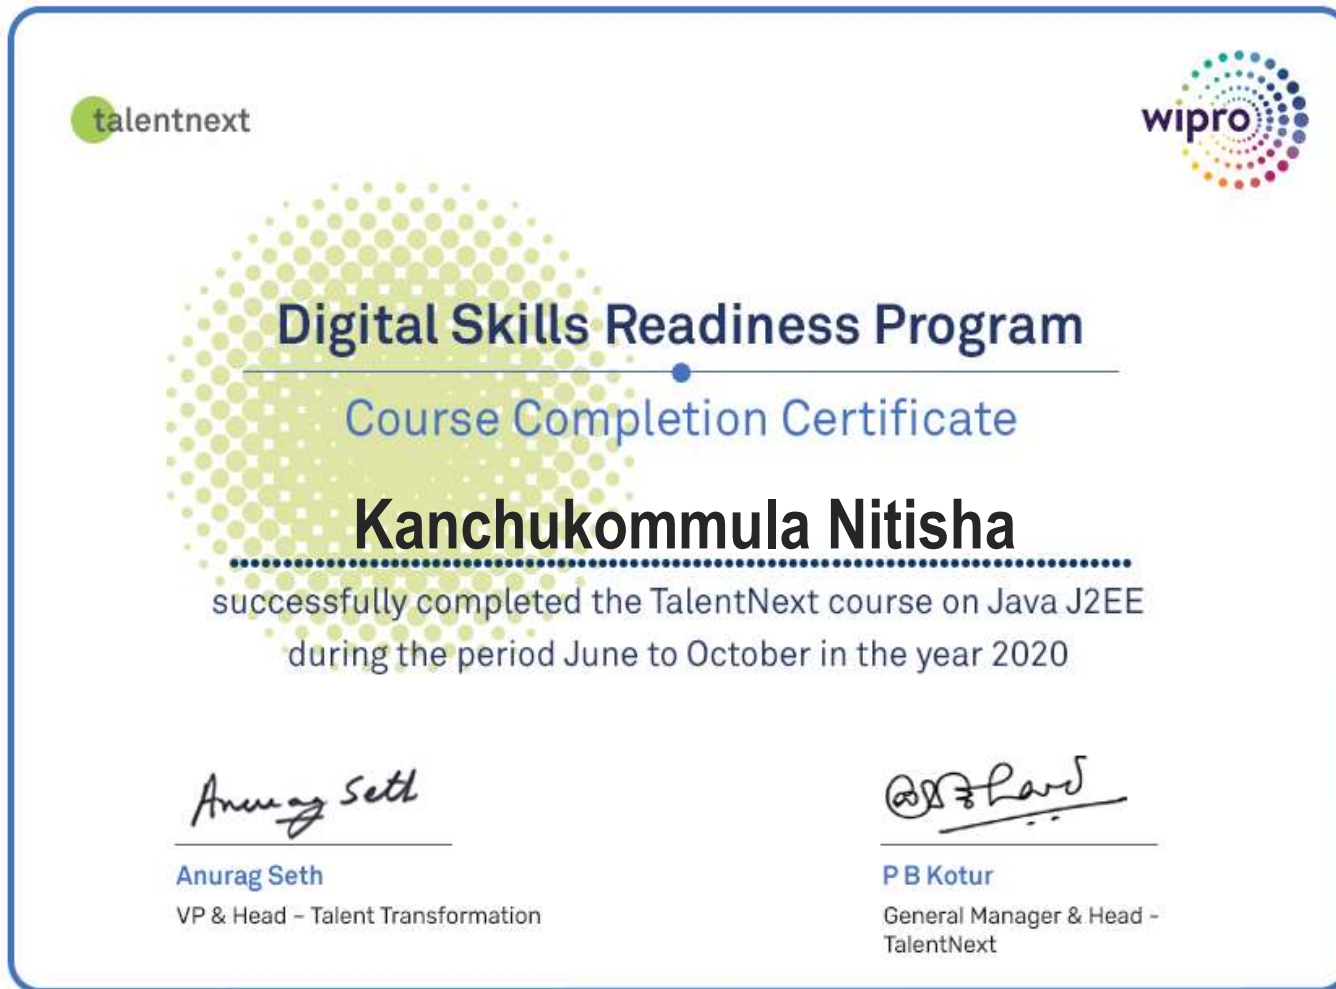 talentnext
wipro
Digital Skills Readiness Program
Course Completion Certificate
Kanchukommula Nitisha
successfully completed the TalentNext course on Java J2EE
during the period June to October in the year 2020
Anurag Seth
Anurag Seth
VP & Head – Talent Transformation
P B Kotur
General Manager & Head -
TalentNext